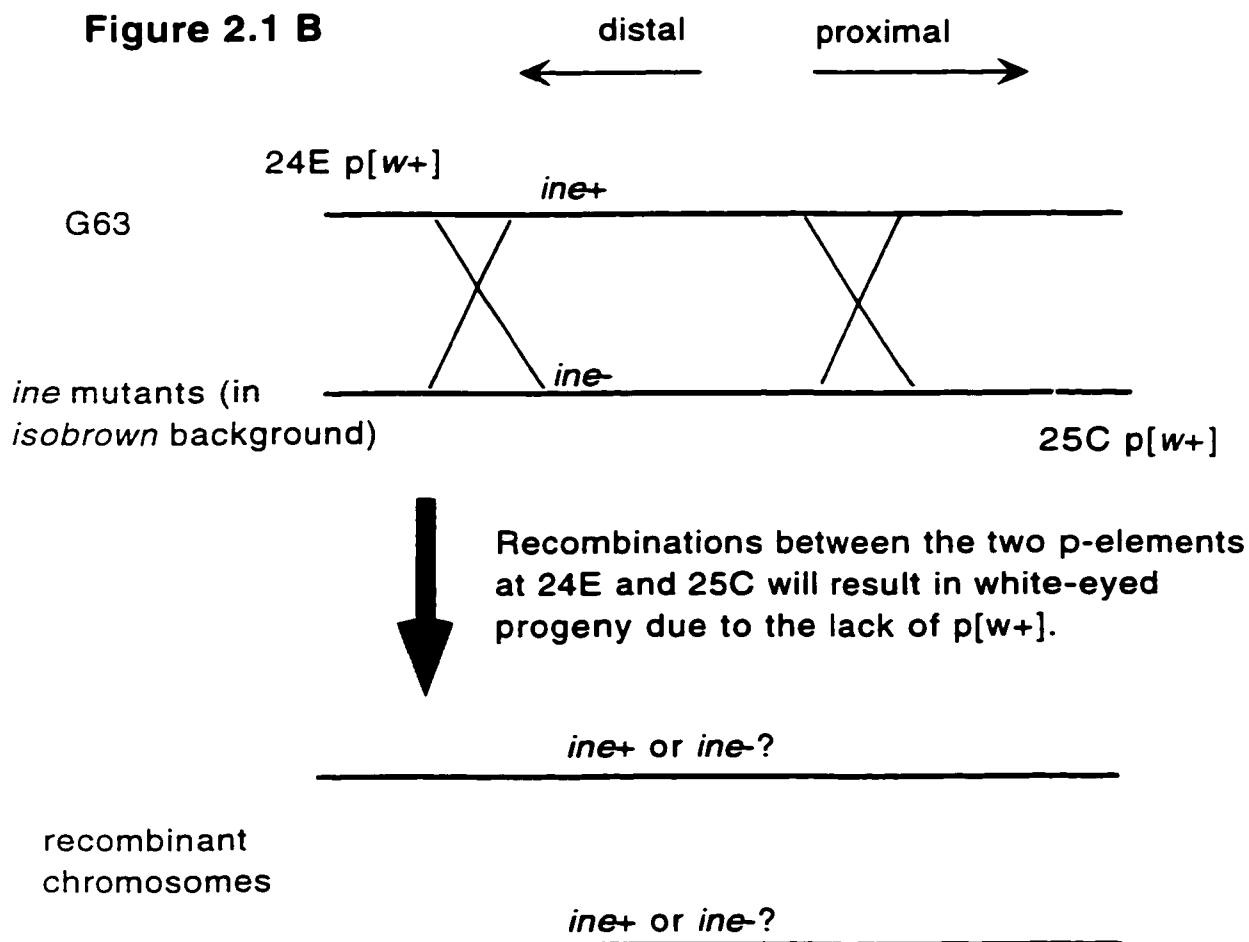 Figure 2.1 B
distal proximal
24E p[w+]
ine+
G63
ine-
ine mutants (in
isobrown background)
25C p[w+]
Recombinations between the two p-elements
at 24E and 25C will result in white-eyed
progeny due to the lack of p[w+].
ine+ or ine-?
recombinant
chromosomes
ine+ or ine-?